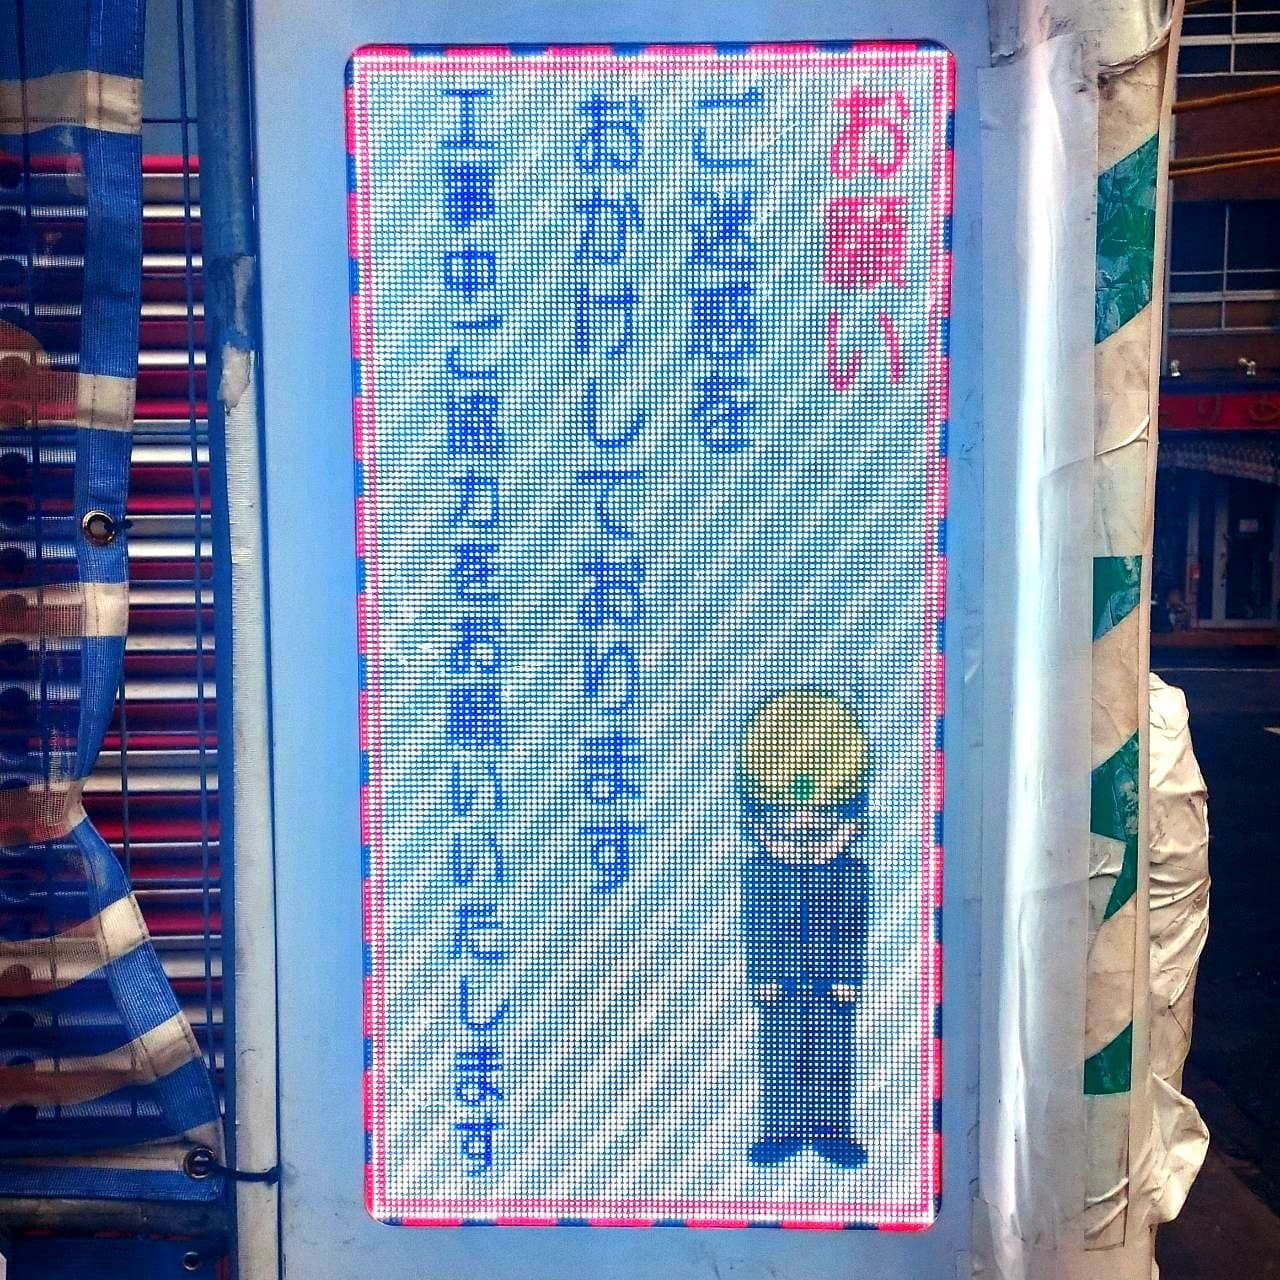 お願い
ご迷惑を
おかけしております
工事中ご協力をお願いいたします